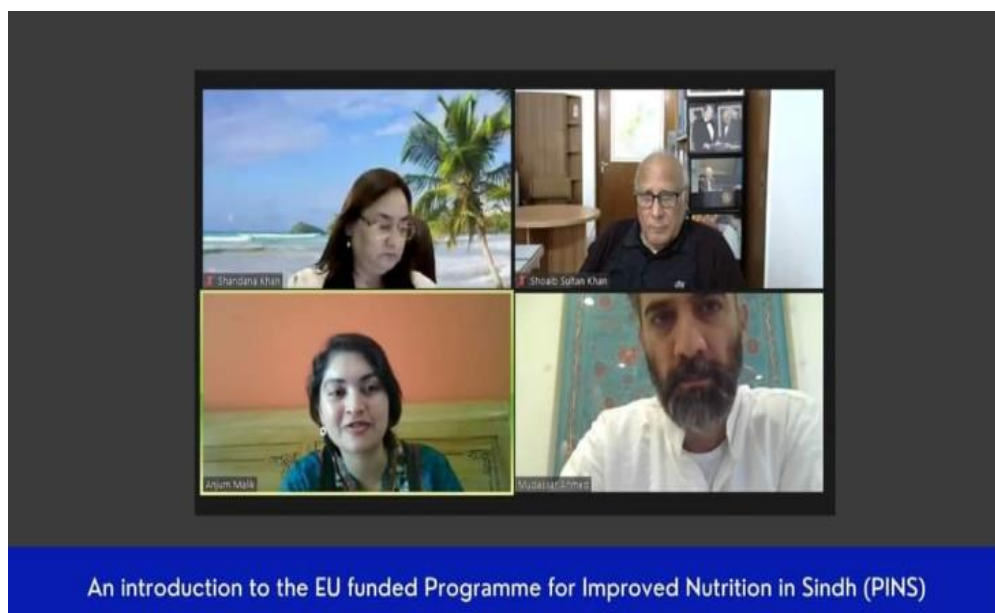 Shandana Khan
Shoaib Sultan Khan
Anjum Malik
Mudassar Ahmed
An introduction to the EU funded Programme for Improved Nutrition in Sindh (PINS)